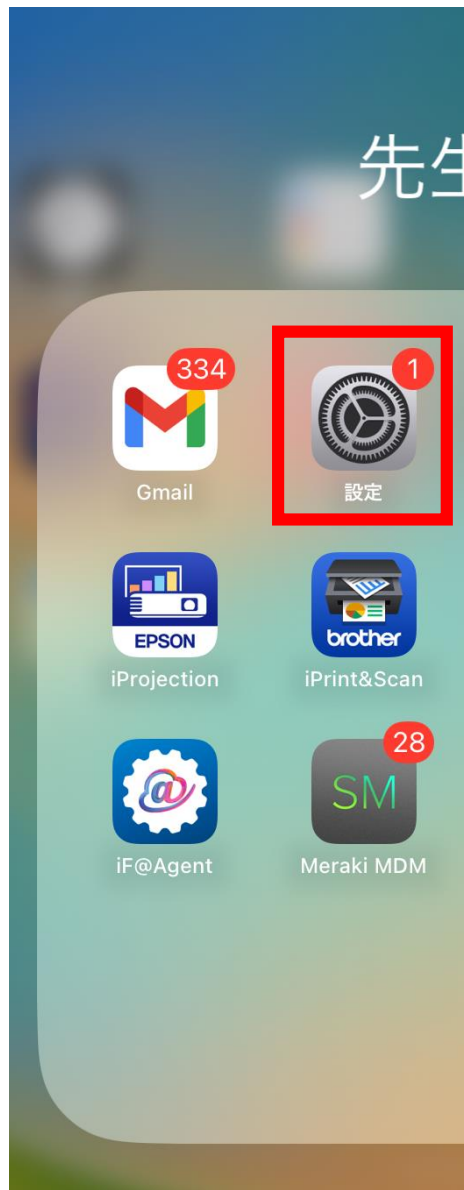 先生
334
1
Gmail
設定
EPSON
brother
iProjection
iPrint&Scan
28
@
SM
iF@Agent
Meraki MDM